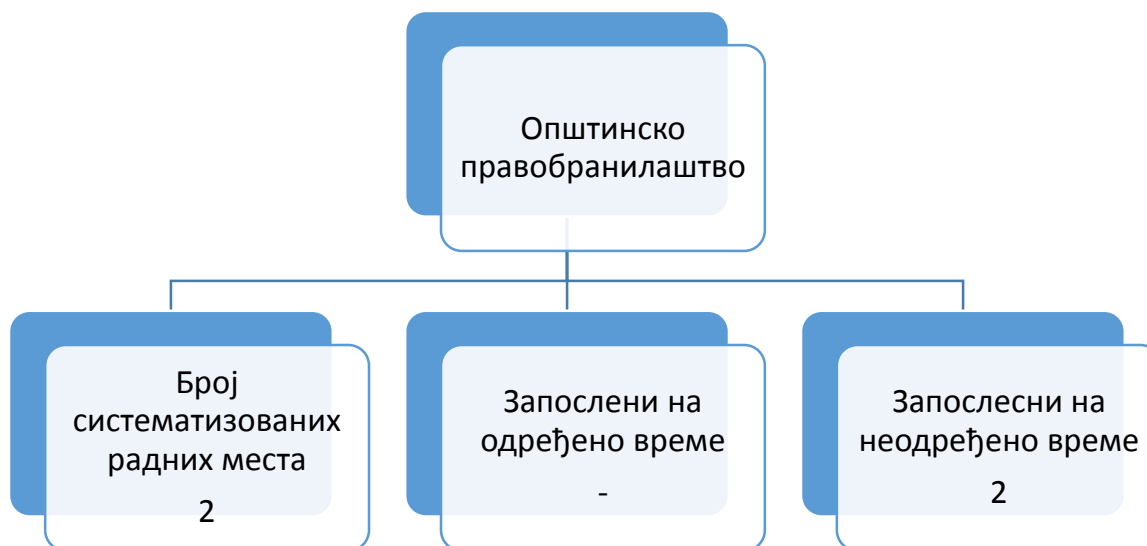 Општинско
правобранилаштво
Број
систематизованих
радних места
2
Запослени на
одређено време
-
Запослесни на
неодређено време
2